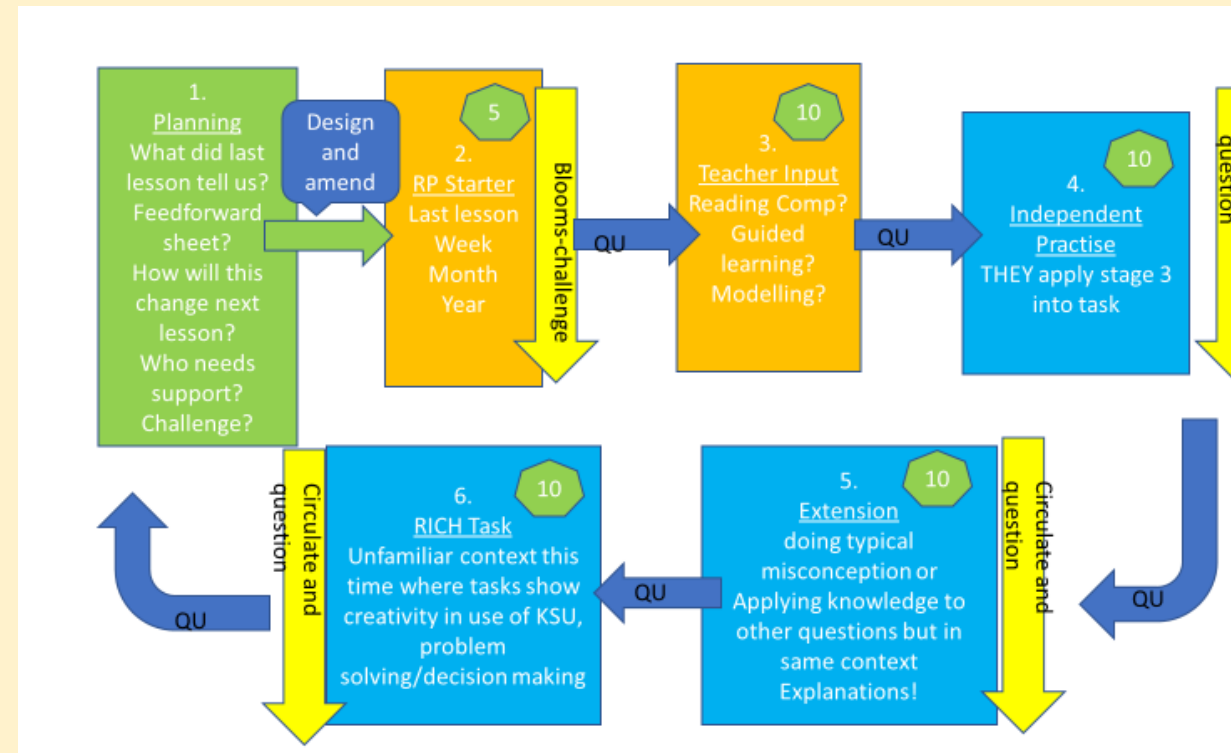 1.
Planning
What did last
lesson tell us?
Feedforward
sheet?
How will this
change next
lesson?
Who needs
support?
Challenge?
Design
and
amend
5
2.
RP Starter
Last lesson
Week
Month
Year
Blooms-challenge
QU
10
3.
Teacher Input
Reading Comp?
Guided
learning?
Modelling?
QU
10
4.
Independent
Practise
THEY apply stage 3
into task
question
QU
Circulate and
question
10
5.
Extension
doing typical
misconception or
Applying knowledge to
other questions but in
same context
Explanations!
QU
10
6.
RICH Task
Unfamiliar context this
time where tasks show
creativity in use of KSU,
problem
solving/decision making
Circulate and
question
QU